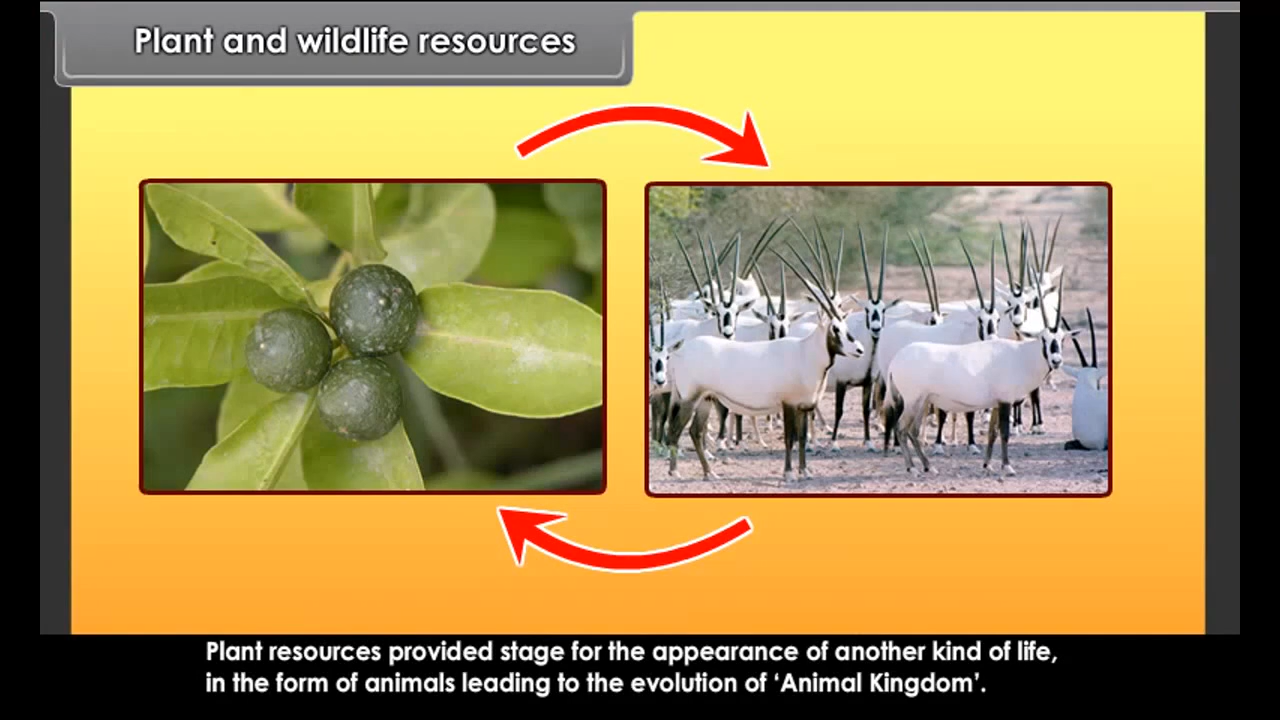 Plant and wildlife resources
Plant resources provided stage for the appearance of another kind of life,
in the form of animals leading to the evolution of ‘Animal Kingdom’.